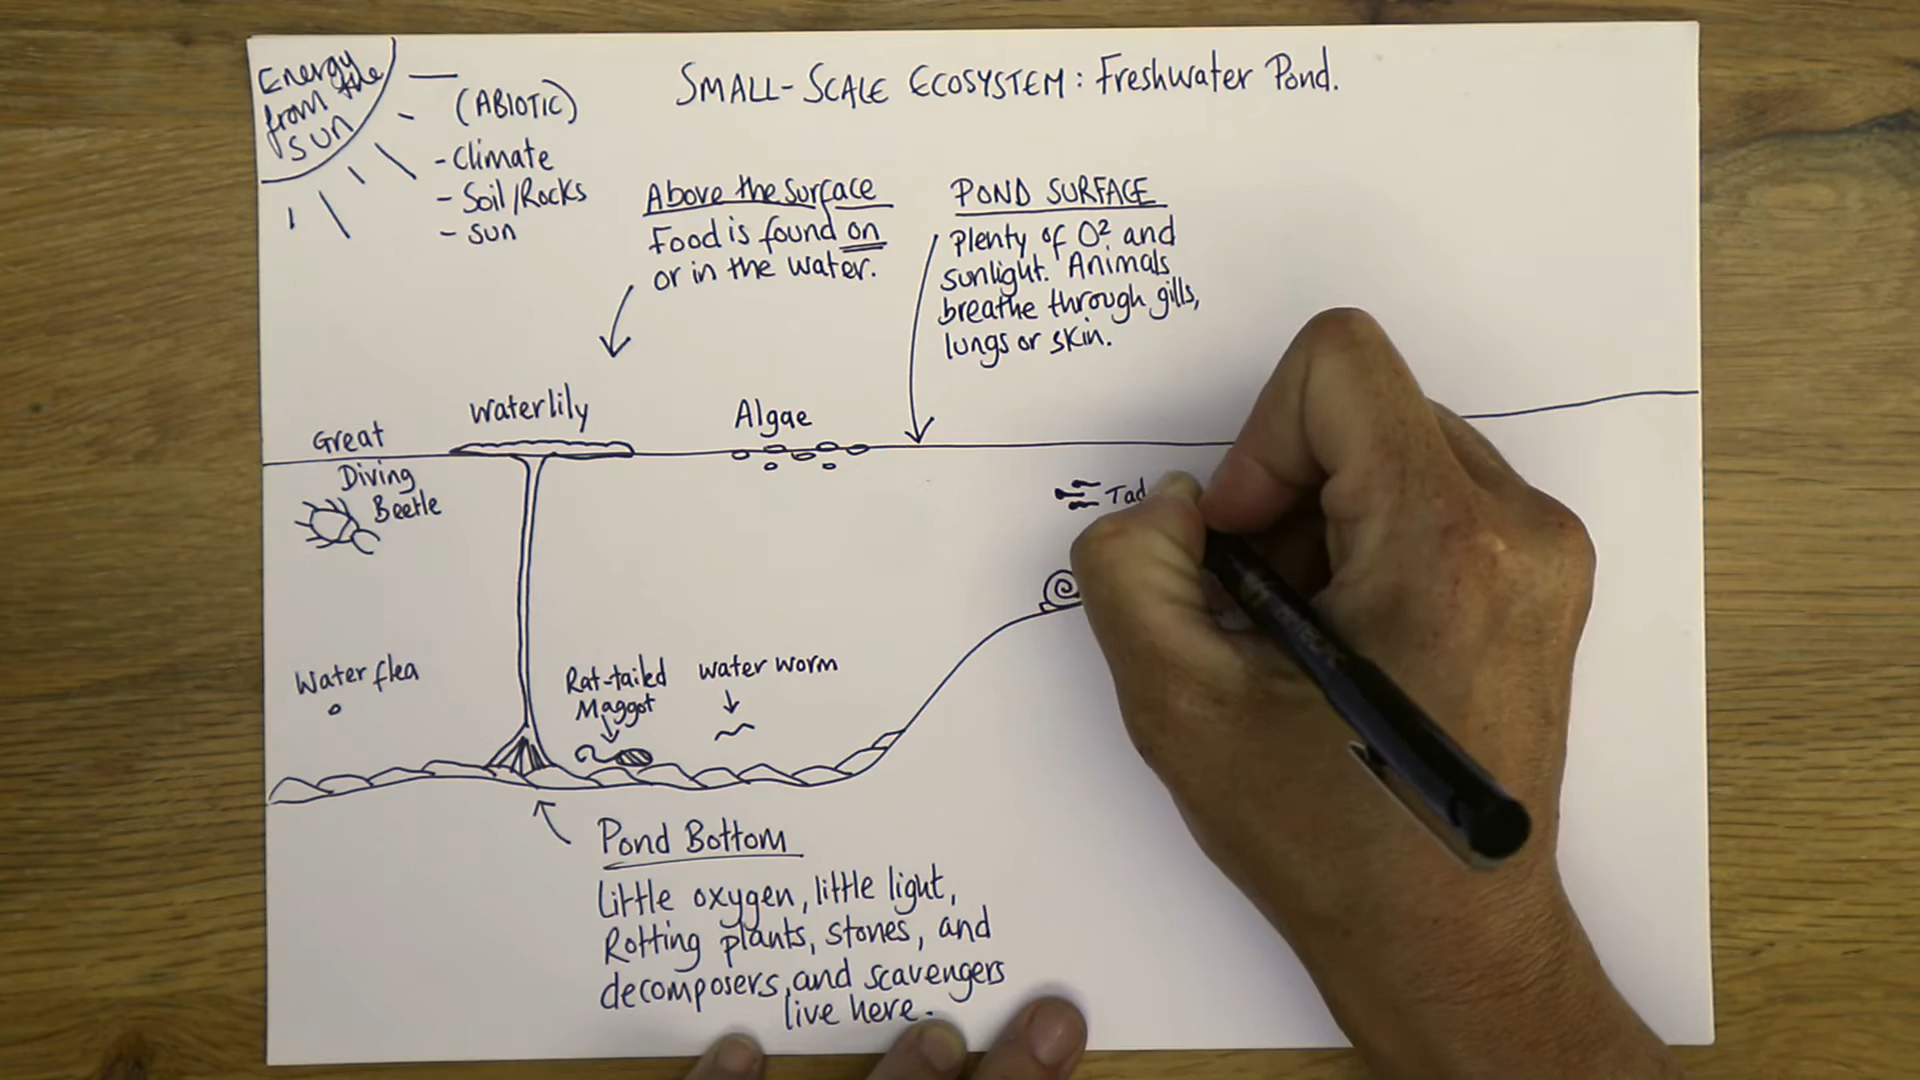 Energy
from the
sun
(ABIOTIC)
- Climate
- Soil/Rocks
- sun
SMALL-SCALE ECOSYSTEM: Freshwater Pond.
Above the surface
Food is found on
or in the water.
POND SURFACE
Plenty of O² and
sunlight. Animals
breathe through gills,
lungs or skin.
Waterlily
Algae
Great
Diving
Beetle
Tad
Water flea
Rat-tailed
Maggot
water worm
Pond Bottom
Little oxygen, little light,
Rotting plants, stones, and
decomposers, and scavengers
live here.